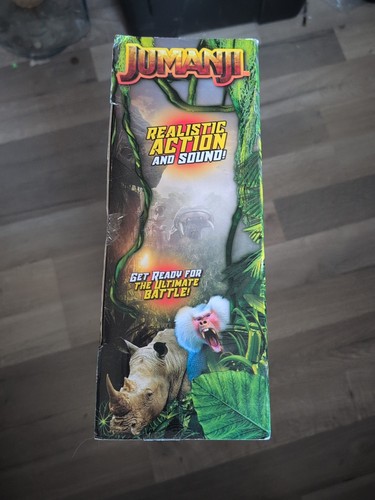 JUMANJI
REALISTIC
ACTION
AND SOUND!
GET READY FOR
THE ULTIMATE
BATTLE!